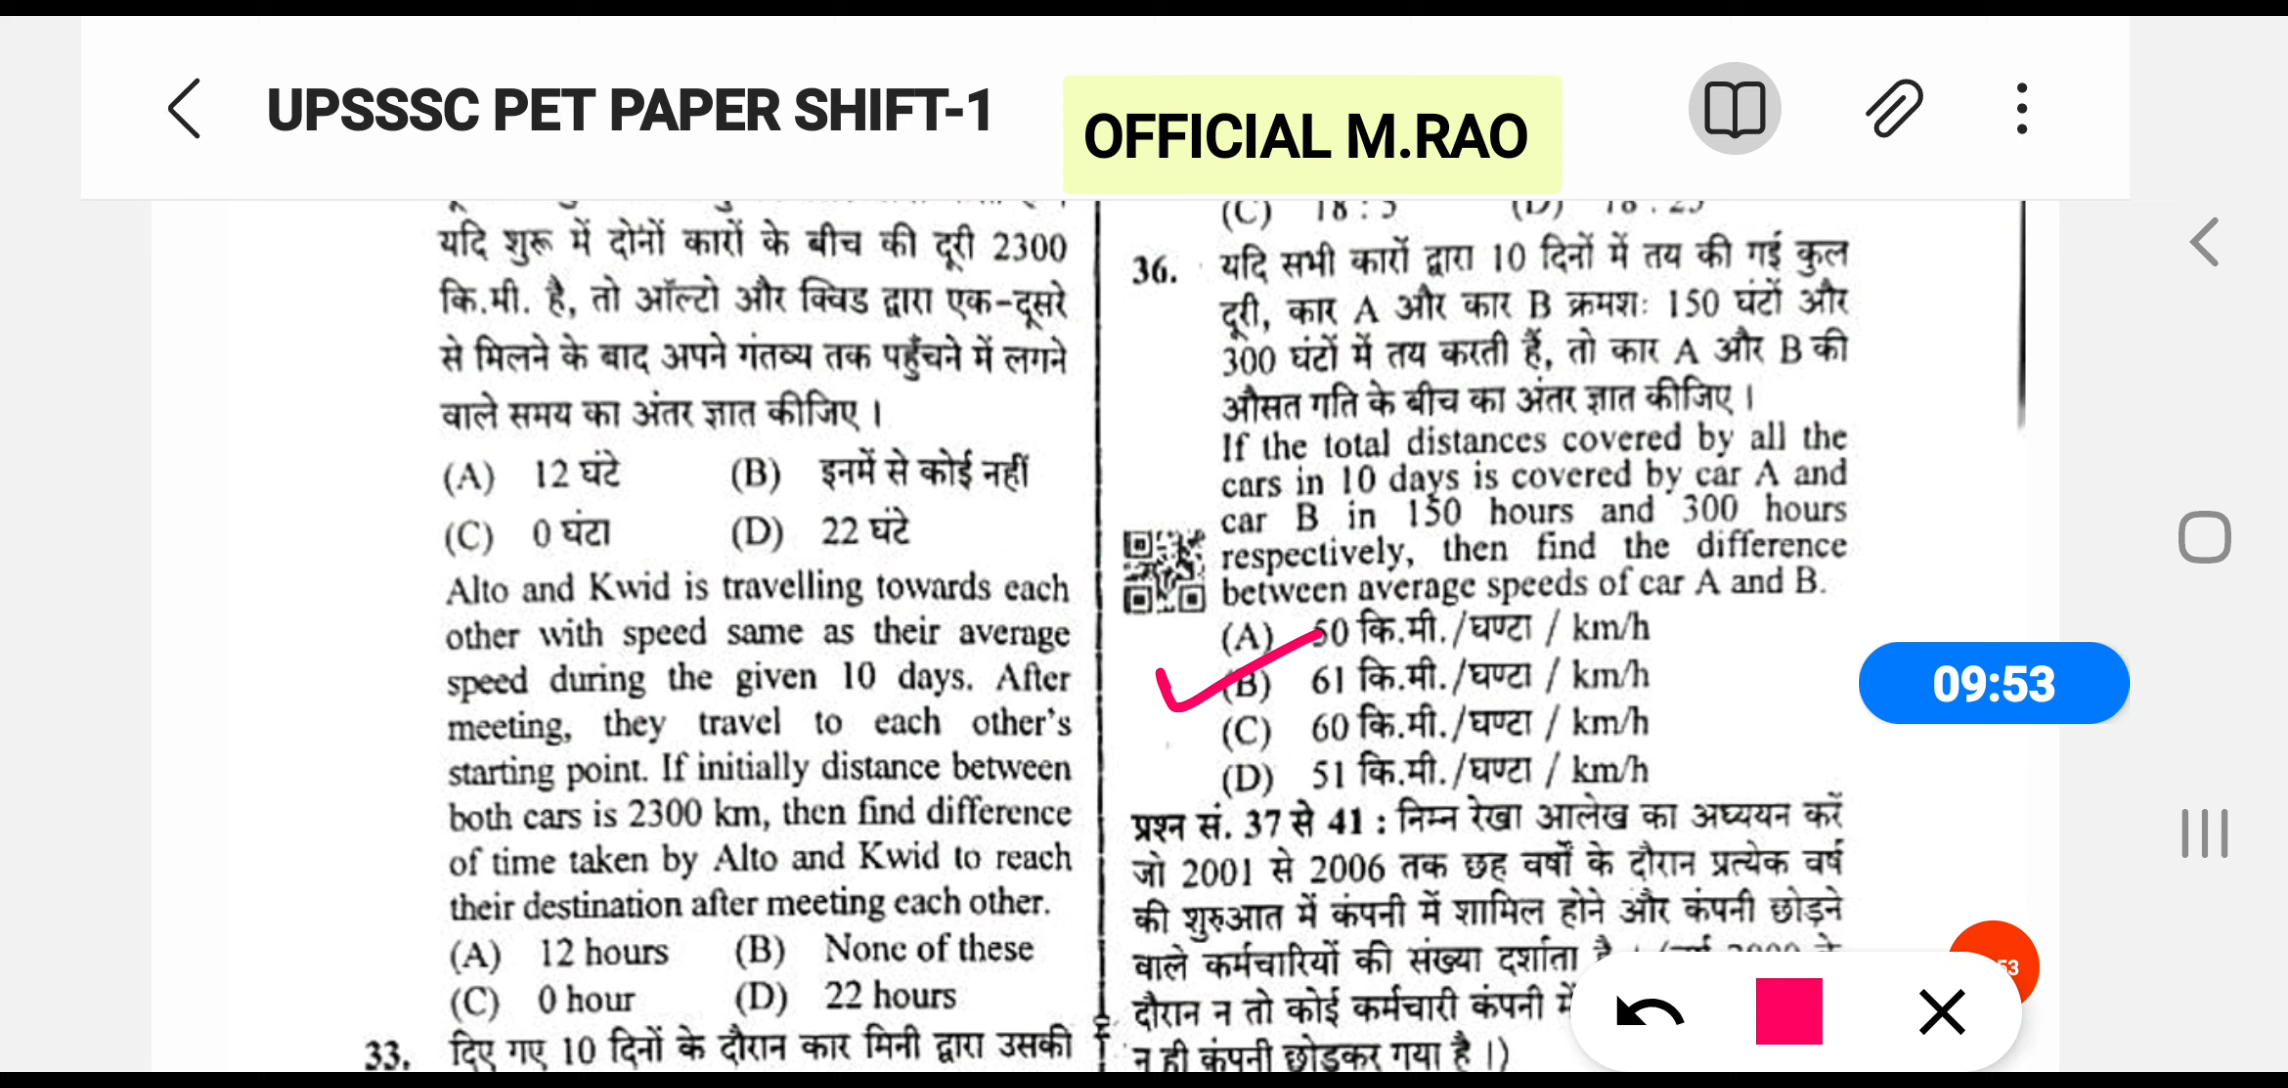 UPSSSC PET PAPER SHIFT-1
OFFICIAL M.RAO
यदि शुरू में दोनों कारों के बीच की दूरी 2300
कि.मी. है, तो ऑल्टो और क्विड द्वारा एक-दूसरे
से मिलने के बाद अपने गंतव्य तक पहुँचने में लगने
वाले समय का अंतर ज्ञात कीजिए ।
(A) 12 घंटे (B) इनमें से कोई नहीं
(C) 0 घंटा (D) 22 घंटे
Alto and Kwid is travelling towards each
other with speed same as their average
speed during the given 10 days. After
meeting, they travel to each other's
starting point. If initially distance between
both cars is 2300 km, then find difference
of time taken by Alto and Kwid to reach
their destination after meeting each other.
(A) 12 hours (B) None of these
(C) 0 hour (D) 22 hours
33. दिए गए 10 दिनों के दौरान कार मिनी द्वारा उसकी
(C) 18 : 5 (D) 18 : 25
36. यदि सभी कारों द्वारा 10 दिनों में तय की गई कुल
दूरी, कार A और कार B क्रमशः 150 घंटों और
300 घंटों में तय करती हैं, तो कार A और B की
औसत गति के बीच का अंतर ज्ञात कीजिए ।
If the total distances covered by all the
cars in 10 days is covered by car A and
car B in 150 hours and 300 hours
respectively, then find the difference
between average speeds of car A and B.
(A) 50 कि.मी./घण्टा / km/h
(B) 61 कि.मी./घण्टा / km/h
(C) 60 कि.मी./घण्टा / km/h
(D) 51 कि.मी./घण्टा / km/h
प्रश्न सं. 37 से 41 : निम्न रेखा आलेख का अध्ययन करें
जो 2001 से 2006 तक छह वर्षों के दौरान प्रत्येक वर्ष
की शुरुआत में कंपनी में शामिल होने और कंपनी छोड़ने
वाले कर्मचारियों की संख्या दर्शाता है
दौरान न तो कोई कर्मचारी कंपनी में
न ही कंपनी छोड़कर गया है ।)
09:53
53